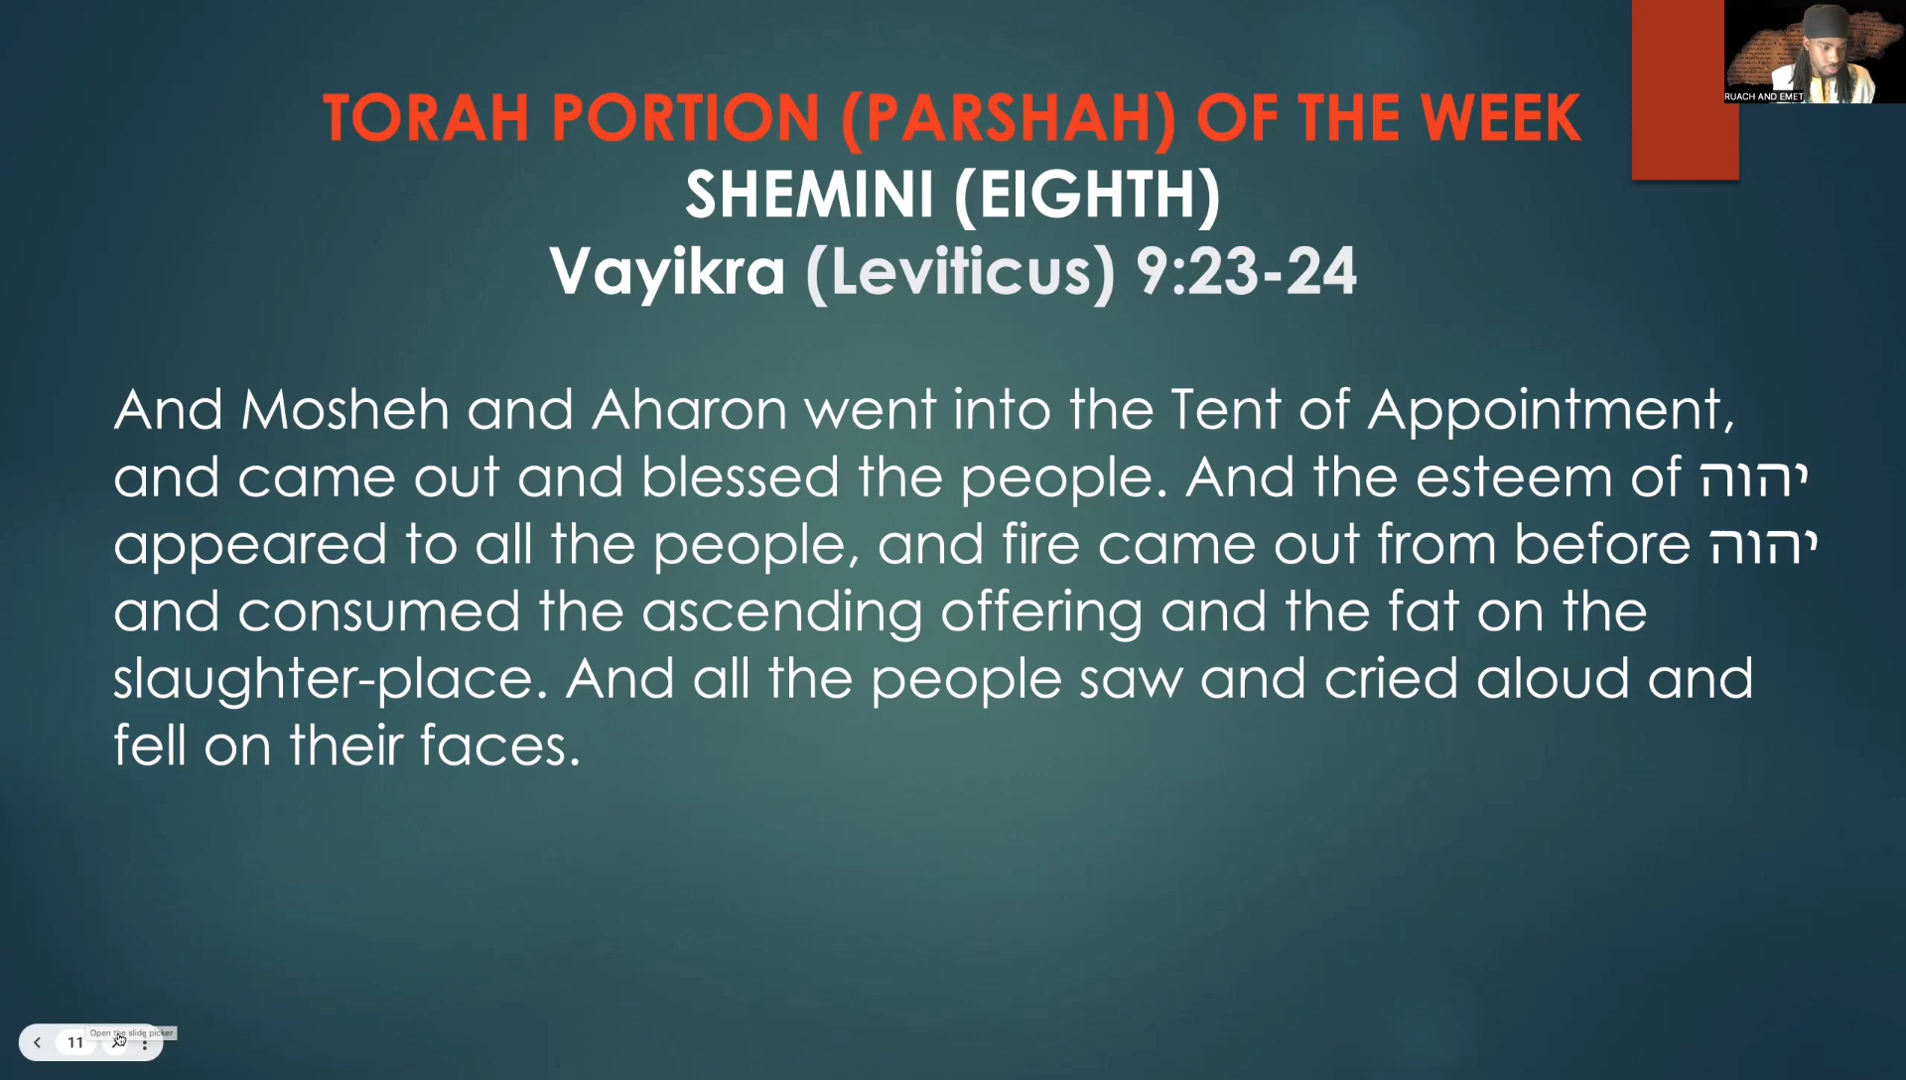 TORAH PORTION (PARSHAH) OF THE WEEK
SHEMINI (EIGHTH)
Vayikra (Leviticus) 9:23-24
And Mosheh and Aharon went into the Tent of Appointment,
and came out and blessed the people. And the esteem of יהוה
appeared to all the people, and fire came out from before יהוה
and consumed the ascending offering and the fat on the
slaughter-place. And all the people saw and cried aloud and
fell on their faces.
RUACH AND EMET
Open the slide picker
11